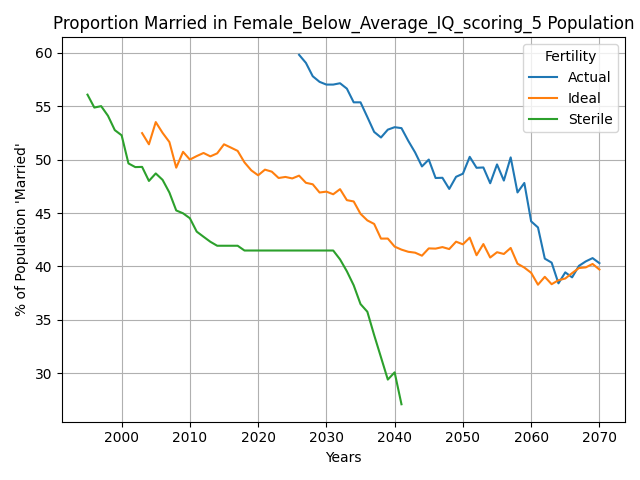 Proportion Married in Female_Below_Average_IQ_scoring_5 Population
Fertility
Actual
Ideal
Sterile
% of Population 'Married'
60
55
50
45
40
35
30
2000 2010 2020 2030 2040 2050 2060 2070
Years